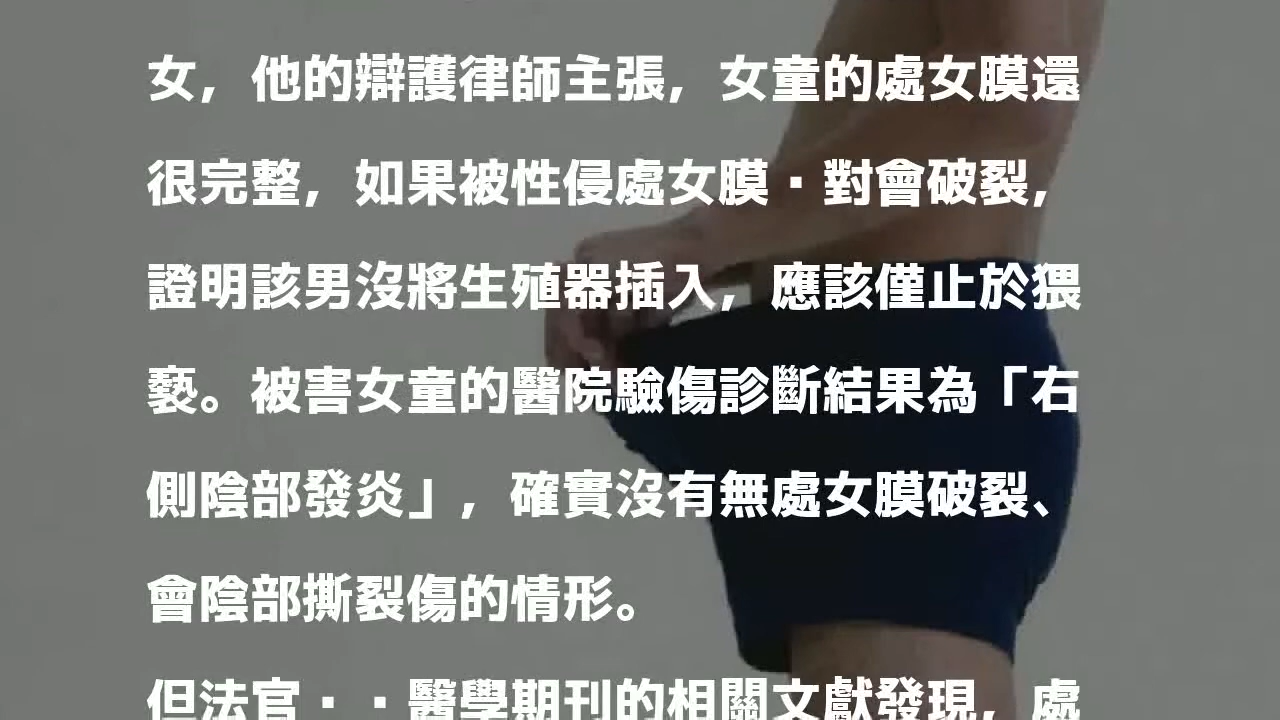 女，他的辯護律師主張，女童的處女膜還
很完整，如果被性侵處女膜▪對會破裂，
證明該男沒將生殖器插入，應該僅止於猥
褻。被害女童的醫院驗傷診斷結果為「右
側陰部發炎」，確實沒有無處女膜破裂、
會陰部撕裂傷的情形。
但法官▪▪醫學期刊的相關文獻發現，處